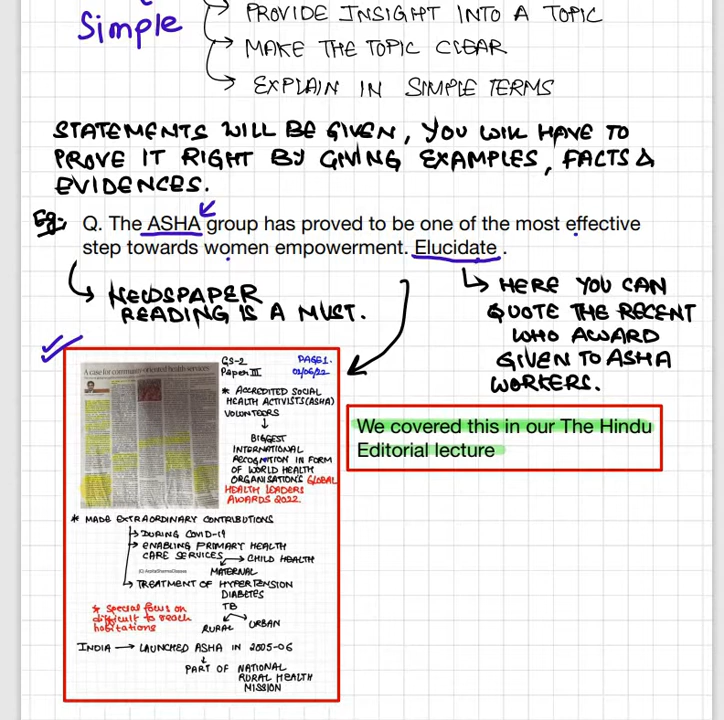 PROVIDE INSIGHT INTO A TOPIC
Simple
MAKE THE TOPIC CLEAR
EXPLAIN IN SIMPLE TERMS
STATEMENTS WILL BE GIVEN, YOU WILL HAVE TO
PROVE IT RIGHT BY GIVING EXAMPLES, FACTS &
EVIDENCES.
Eg:- Q. The ASHA group has proved to be one of the most effective
step towards women empowerment. Elucidate .
NEWSPAPER
READING IS A MUST.
HERE YOU CAN
QUOTE THE RECENT
WHO AWARD
GIVEN TO ASHA
WORKERS.
A case for community-oriented health services
GS-2
Paper III
PAGE 1.
01/06/22
* ACCREDITED SOCIAL
HEALTH ACTIVISTS (ASHA)
VOLUNTEERS
BIGGEST
INTERNATIONAL
RECOGNITION IN FORM
OF WORLD HEALTH
ORGANISATION'S GLOBAL
HEALTH LEADERS
AWARDS 2022.
We covered this in our The Hindu
Editorial lecture
* MADE EXTRAORDINARY CONTRIBUTIONS
DURING COVID-19
ENABLING PRIMARY HEALTH
CARE SERVICES → CHILD HEALTH
MATERNAL
TREATMENT OF HYPERTENSION
DIABETES
TB
RURAL URBAN
* Special focus on
difficult to reach
habitations
INDIA → LAUNCHED ASHA IN 2005-06
PART OF NATIONAL
RURAL HEALTH
MISSION